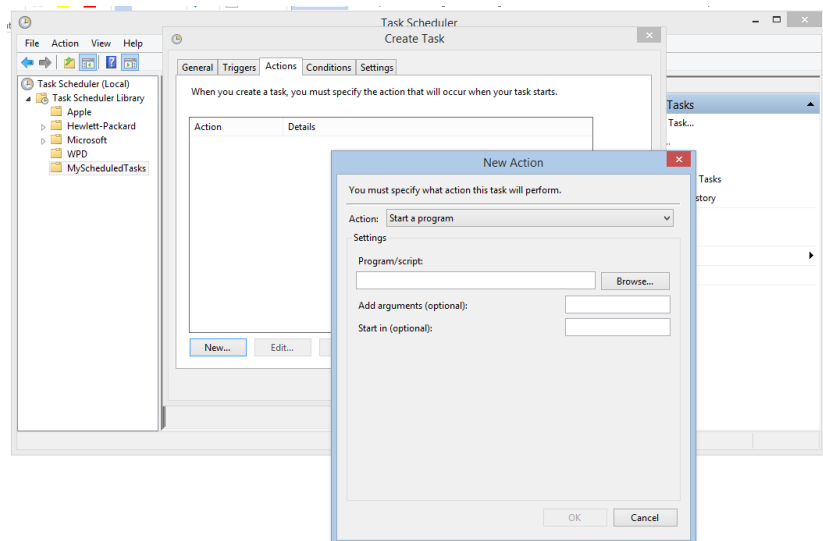 Task Scheduler
File Action View Help
Task Scheduler (Local)
Task Scheduler Library
Apple
Hewlett-Packard
Microsoft
WPD
MyScheduledTasks
Create Task
General Triggers Actions Conditions Settings
When you create a task, you must specify the action that will occur when your task starts.
Action Details
New... Edit...
Tasks
Task...
Tasks
story
New Action
You must specify what action this task will perform.
Action: Start a program
Settings
Program/script:
Browse...
Add arguments (optional):
Start in (optional):
OK Cancel